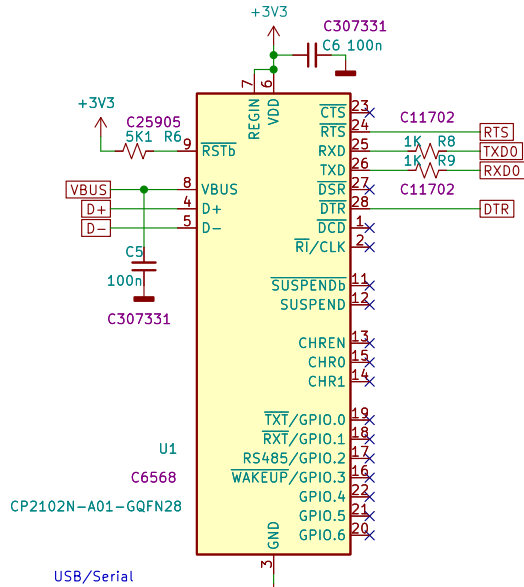 +3V3
C307331
C6 100n
7
6
REGIN
VDD
+3V3
C25905
5K1 R6
9
RSTb
VBUS
8
VBUS
D+
4
D+
D-
5
D-
C5
100n
C307331
CTS
23
C11702
RTS
24
RTS
RXD
25
1K R8
TXD0
TXD
26
1K R9
RXD0
DSR
27
C11702
DTR
28
DTR
DCD
1
RI/CLK
2
SUSPENDb
11
SUSPEND
12
CHREN
13
CHR0
15
CHR1
14
TXT/GPIO.0
19
RXT/GPIO.1
18
RS485/GPIO.2
17
WAKEUP/GPIO.3
16
GPIO.4
22
GPIO.5
21
GPIO.6
20
U1
C6568
CP2102N-A01-GQFN28
GND
3
USB/Serial